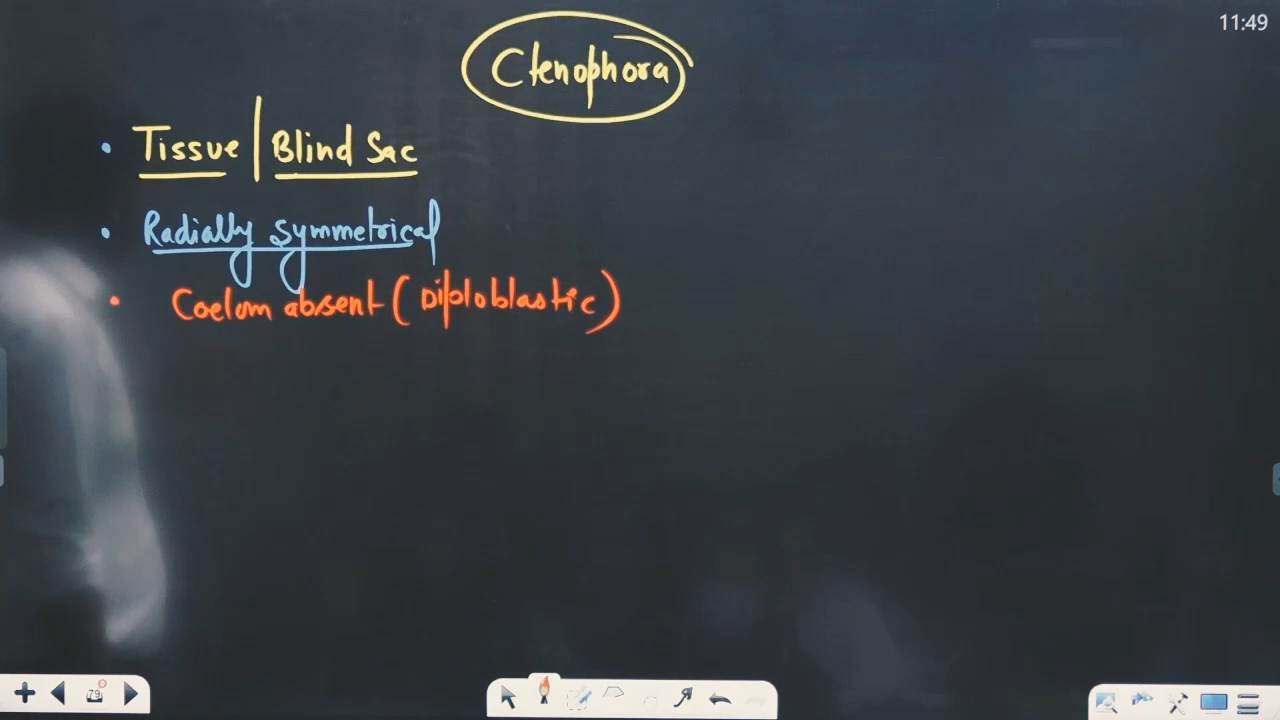 11:49
Ctenophora
• Tissue | Blind Sac
• Radially symmetrical
• Coelom absent (Diploblastic)
79